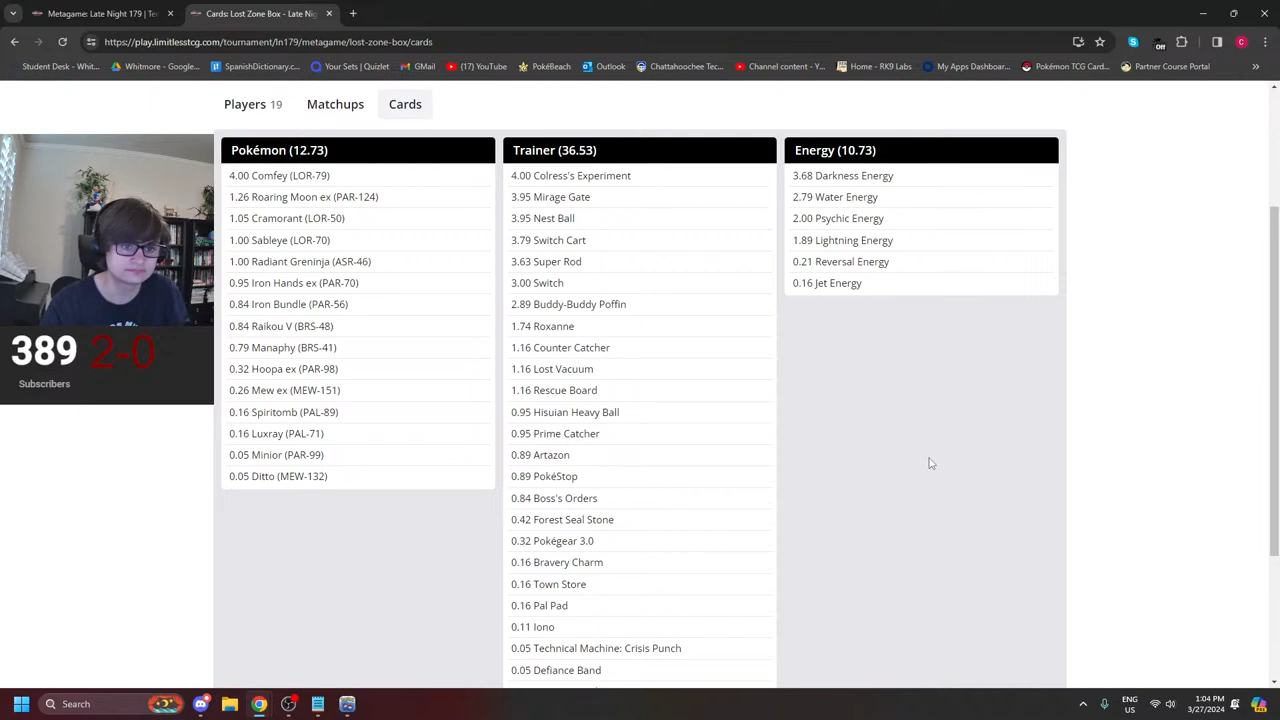 Metagame: Late Night 179 | Te
Cards: Lost Zone Box - Late Nig
https://play.limitlesstcg.com/tournament/ln179/metagame/lost-zone-box/cards
Student Desk - Whit...
Whitmore - Google...
SpanishDictionary.c...
Your Sets | Quizlet
GMail
(17) YouTube
PokéBeach
Outlook
Chattahoochee Tec...
Channel content - Y...
Home - RK9 Labs
My Apps Dashboar...
Pokémon TCG Card...
Partner Course Portal
Off
Players 19
Matchups
Cards
Pokémon (12.73)
4.00 Comfey (LOR-79)
1.26 Roaring Moon ex (PAR-124)
1.05 Cramorant (LOR-50)
1.00 Sableye (LOR-70)
1.00 Radiant Greninja (ASR-46)
0.95 Iron Hands ex (PAR-70)
0.84 Iron Bundle (PAR-56)
0.84 Raikou V (BRS-48)
0.79 Manaphy (BRS-41)
0.32 Hoopa ex (PAR-98)
0.26 Mew ex (MEW-151)
0.16 Spiritomb (PAL-89)
0.16 Luxray (PAL-71)
0.05 Minior (PAR-99)
0.05 Ditto (MEW-132)
Trainer (36.53)
4.00 Colress's Experiment
3.95 Mirage Gate
3.95 Nest Ball
3.79 Switch Cart
3.63 Super Rod
3.00 Switch
2.89 Buddy-Buddy Poffin
1.74 Roxanne
1.16 Counter Catcher
1.16 Lost Vacuum
1.16 Rescue Board
0.95 Hisuian Heavy Ball
0.95 Prime Catcher
0.89 Artazon
0.89 PokéStop
0.84 Boss's Orders
0.42 Forest Seal Stone
0.32 Pokégear 3.0
0.16 Bravery Charm
0.16 Town Store
0.16 Pal Pad
0.11 Iono
0.05 Technical Machine: Crisis Punch
0.05 Defiance Band
Energy (10.73)
3.68 Darkness Energy
2.79 Water Energy
2.00 Psychic Energy
1.89 Lightning Energy
0.21 Reversal Energy
0.16 Jet Energy
389 2-0
Subscribers
Search
ENG
US
1:04 PM
3/27/2024